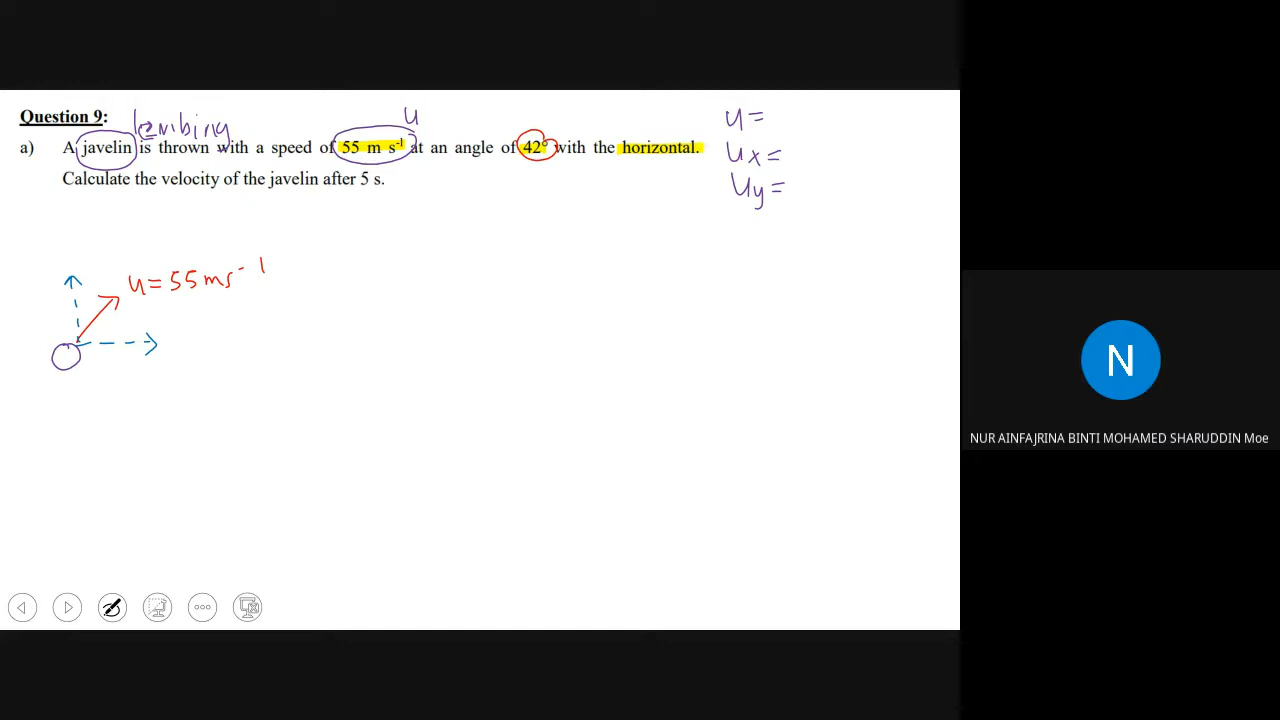 Question 9:
lembing
u
a) A javelin is thrown with a speed of 55 m s⁻¹ at an angle of 42° with the horizontal.
Calculate the velocity of the javelin after 5 s.
u =
ux =
uy =
u = 55 ms⁻¹
N
NUR AINFAJRINA BINTI MOHAMED SHARUDDIN Moe